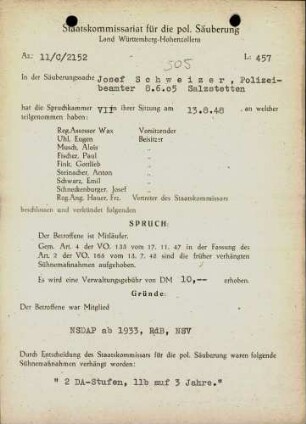 Staatskommissariat für die pol. Säuberung
Land Württemberg-Hohenzollern
Az: 11/C/2152
L: 457
505
In der Säuberungssache Josef Schweizer, Polizei-
beamter 8.6.05 Salzstetten
hat die Spruchkammer VII in ihrer Sitzung am 13.8.48 an welcher
teilgenommen haben:
Reg.Assessor Wax Vorsitzender
Uhl, Eugen Beisitzer
Musch, Alois "
Fischer, Paul "
Fink, Gottlieb "
Steinacher, Anton "
Schwarz, Emil "
Schneckenburger, Josef "
Reg.Ang. Hauer, Frz. Vertreter des Staatskommissars
beschlossen und verkündet folgenden
SPRUCH:
Der Betroffene ist Mitläufer.
Gem. Art. 4 der VO. 133 vom 17. 11. 47 in der Fassung des
Art. 2 der VO. 165 vom 13. 7. 48 sind die früher verhängten
Sühnemaßnahmen aufgehoben.
Es wird eine Verwaltungsgebühr von DM 10,-- erhoben.
Gründe:
Der Betroffene war Mitglied
NSDAP ab 1933, RdB, NSV
Durch Entscheidung des Staatskommissars für die pol. Säuberung waren folgende
Sühnemaßnahmen verhängt worden:
" 2 DA-Stufen, 11b auf 3 Jahre."